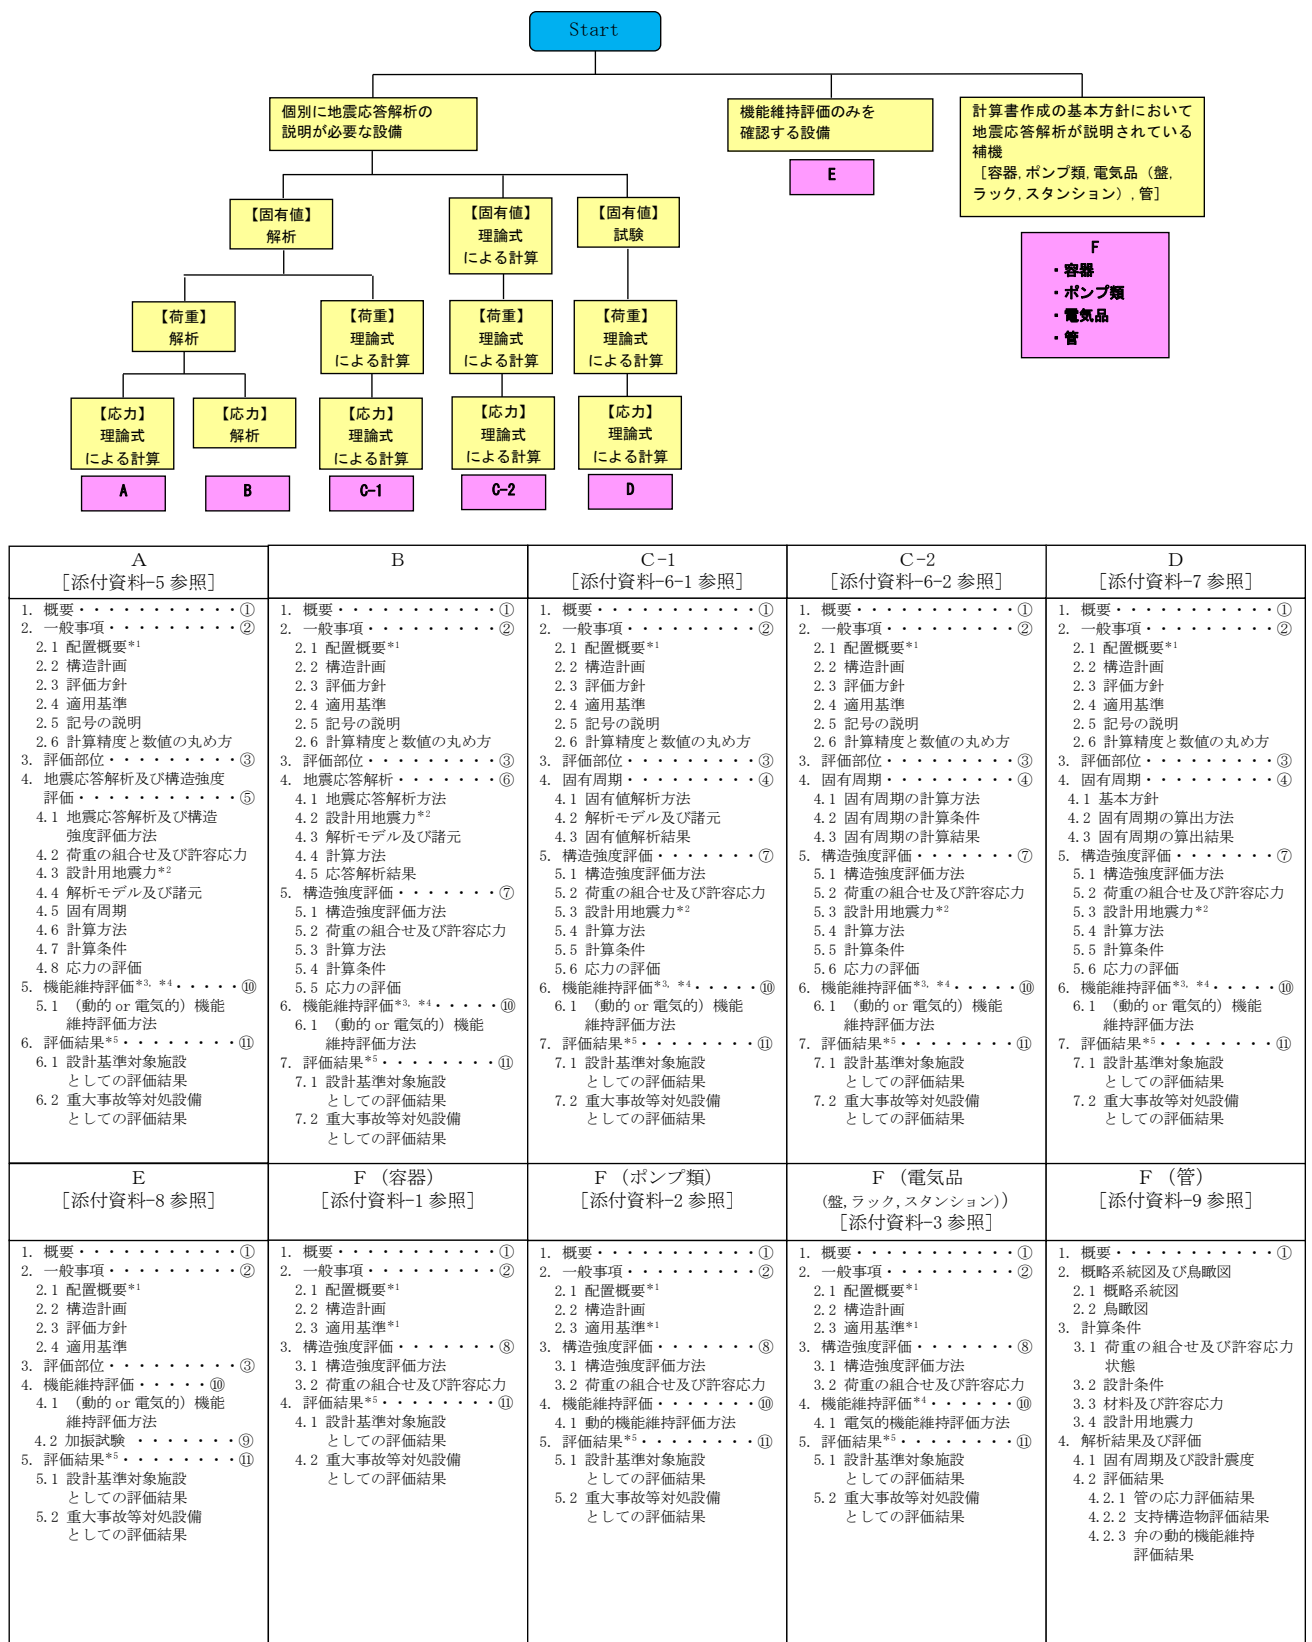 Start
個別に地震応答解析の
説明が必要な設備
機能維持評価のみを
確認する設備
計算書作成の基本方針において
地震応答解析が説明されている
補機
［容器,ポンプ類,電気品（盤,
ラック,スタンション）,管］
E
F
・容器
・ポンプ類
・電気品
・管
【固有値】
解析
【固有値】
理論式
による計算
【固有値】
試験
【荷重】
解析
【荷重】
理論式
による計算
【荷重】
理論式
による計算
【荷重】
理論式
による計算
【応力】
理論式
による計算
【応力】
解析
【応力】
理論式
による計算
【応力】
理論式
による計算
【応力】
理論式
による計算
A
B
C-1
C-2
D
A
［添付資料-5 参照］
1. 概要・・・・・・・・・・・①
2. 一般事項・・・・・・・・・②
2.1 配置概要*1
2.2 構造計画
2.3 評価方針
2.4 適用基準
2.5 記号の説明
2.6 計算精度と数値の丸め方
3. 評価部位・・・・・・・・・③
4. 地震応答解析及び構造強度
評価・・・・・・・・・・・⑤
4.1 地震応答解析及び構造
強度評価方法
4.2 荷重の組合せ及び許容応力
4.3 設計用地震力*2
4.4 解析モデル及び諸元
4.5 固有周期
4.6 計算方法
4.7 計算条件
4.8 応力の評価
5. 機能維持評価*3, *4・・・・・⑩
5.1 （動的 or 電気的）機能
維持評価方法
6. 評価結果*5・・・・・・・・⑪
6.1 設計基準対象施設
としての評価結果
6.2 重大事故等対処設備
としての評価結果
B
1. 概要・・・・・・・・・・・①
2. 一般事項・・・・・・・・・②
2.1 配置概要*1
2.2 構造計画
2.3 評価方針
2.4 適用基準
2.5 記号の説明
2.6 計算精度と数値の丸め方
3. 評価部位・・・・・・・・・③
4. 地震応答解析・・・・・・・⑥
4.1 地震応答解析方法
4.2 設計用地震力*2
4.3 解析モデル及び諸元
4.4 計算方法
4.5 応答解析結果
5. 構造強度評価・・・・・・・⑦
5.1 構造強度評価方法
5.2 荷重の組合せ及び許容応力
5.3 計算方法
5.4 計算条件
5.5 応力の評価
6. 機能維持評価*3, *4・・・・・⑩
6.1 （動的 or 電気的）機能
維持評価方法
7. 評価結果*5・・・・・・・・⑪
7.1 設計基準対象施設
としての評価結果
7.2 重大事故等対処設備
としての評価結果
C-1
［添付資料-6-1 参照］
1. 概要・・・・・・・・・・・①
2. 一般事項・・・・・・・・・②
2.1 配置概要*1
2.2 構造計画
2.3 評価方針
2.4 適用基準
2.5 記号の説明
2.6 計算精度と数値の丸め方
3. 評価部位・・・・・・・・・③
4. 固有周期・・・・・・・・・④
4.1 固有値解析方法
4.2 解析モデル及び諸元
4.3 固有値解析結果
5. 構造強度評価・・・・・・・⑦
5.1 構造強度評価方法
5.2 荷重の組合せ及び許容応力
5.3 設計用地震力*2
5.4 計算方法
5.5 計算条件
5.6 応力の評価
6. 機能維持評価*3, *4・・・・・⑩
6.1 （動的 or 電気的）機能
維持評価方法
7. 評価結果*5・・・・・・・・⑪
7.1 設計基準対象施設
としての評価結果
7.2 重大事故等対処設備
としての評価結果
C-2
［添付資料-6-2 参照］
1. 概要・・・・・・・・・・・①
2. 一般事項・・・・・・・・・②
2.1 配置概要*1
2.2 構造計画
2.3 評価方針
2.4 適用基準
2.5 記号の説明
2.6 計算精度と数値の丸め方
3. 評価部位・・・・・・・・・③
4. 固有周期・・・・・・・・・④
4.1 固有周期の計算方法
4.2 固有周期の計算条件
4.3 固有周期の計算結果
5. 構造強度評価・・・・・・・⑦
5.1 構造強度評価方法
5.2 荷重の組合せ及び許容応力
5.3 設計用地震力*2
5.4 計算方法
5.5 計算条件
5.6 応力の評価
6. 機能維持評価*3, *4・・・・・⑩
6.1 （動的 or 電気的）機能
維持評価方法
7. 評価結果*5・・・・・・・・⑪
7.1 設計基準対象施設
としての評価結果
7.2 重大事故等対処設備
としての評価結果
D
［添付資料-7 参照］
1. 概要・・・・・・・・・・・①
2. 一般事項・・・・・・・・・②
2.1 配置概要*1
2.2 構造計画
2.3 評価方針
2.4 適用基準
2.5 記号の説明
2.6 計算精度と数値の丸め方
3. 評価部位・・・・・・・・・③
4. 固有周期・・・・・・・・・④
4.1 基本方針
4.2 固有周期の算出方法
4.3 固有周期の算出結果
5. 構造強度評価・・・・・・・⑦
5.1 構造強度評価方法
5.2 荷重の組合せ及び許容応力
5.3 設計用地震力*2
5.4 計算方法
5.5 計算条件
5.6 応力の評価
6. 機能維持評価*3, *4・・・・・⑩
6.1 （動的 or 電気的）機能
維持評価方法
7. 評価結果*5・・・・・・・・⑪
7.1 設計基準対象施設
としての評価結果
7.2 重大事故等対処設備
としての評価結果
E
［添付資料-8 参照］
1. 概要・・・・・・・・・・・①
2. 一般事項・・・・・・・・・②
2.1 配置概要*1
2.2 構造計画
2.3 評価方針
2.4 適用基準
3. 評価部位・・・・・・・・・③
4. 機能維持評価・・・・・⑩
4.1 （動的 or 電気的）機能
維持評価方法
4.2 加振試験 ・・・・・・・⑨
5. 評価結果*5・・・・・・・・⑪
5.1 設計基準対象施設
としての評価結果
5.2 重大事故等対処設備
としての評価結果
F （容器）
［添付資料-1 参照］
1. 概要・・・・・・・・・・・①
2. 一般事項・・・・・・・・・②
2.1 配置概要*1
2.2 構造計画
2.3 適用基準*1
3. 構造強度評価・・・・・・・⑧
3.1 構造強度評価方法
3.2 荷重の組合せ及び許容応力
4. 評価結果*5・・・・・・・・⑪
4.1 設計基準対象施設
としての評価結果
4.2 重大事故等対処設備
としての評価結果
F （ポンプ類）
［添付資料-2 参照］
1. 概要・・・・・・・・・・・①
2. 一般事項・・・・・・・・・②
2.1 配置概要*1
2.2 構造計画
2.3 適用基準*1
3. 構造強度評価・・・・・・・⑧
3.1 構造強度評価方法
3.2 荷重の組合せ及び許容応力
4. 機能維持評価・・・・・・・⑩
4.1 動的機能維持評価方法
5. 評価結果*5・・・・・・・・⑪
5.1 設計基準対象施設
としての評価結果
5.2 重大事故等対処設備
としての評価結果
F （電気品
（盤,ラック,スタンション））
［添付資料-3 参照］
1. 概要・・・・・・・・・・・①
2. 一般事項・・・・・・・・・②
2.1 配置概要*1
2.2 構造計画
2.3 適用基準*1
3. 構造強度評価・・・・・・・⑧
3.1 構造強度評価方法
3.2 荷重の組合せ及び許容応力
4. 機能維持評価*4・・・・・・⑩
4.1 電気的機能維持評価方法
5. 評価結果*5・・・・・・・・⑪
5.1 設計基準対象施設
としての評価結果
5.2 重大事故等対処設備
としての評価結果
F （管）
［添付資料-9 参照］
1. 概要・・・・・・・・・・・①
2. 概略系統図及び鳥瞰図
2.1 概略系統図
2.2 鳥瞰図
3. 計算条件
3.1 荷重の組合せ及び許容応力
状態
3.2 設計条件
3.3 材料及び許容応力
3.4 設計用地震力
4. 解析結果及び評価
4.1 固有周期及び設計震度
4.2 評価結果
4.2.1 管の応力評価結果
4.2.2 支持構造物評価結果
4.2.3 弁の動的機能維持
評価結果